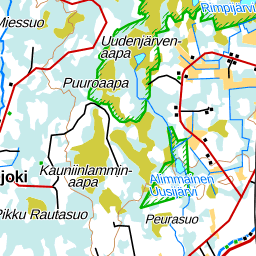 Rimpijärvi
Miessuo
Uudenjärven-
aapa
Puuroaapa
joki
Kauniinlammin-
aapa
Alimmainen
Uusijärvi
Pikku Rautasuo
Peurasuo